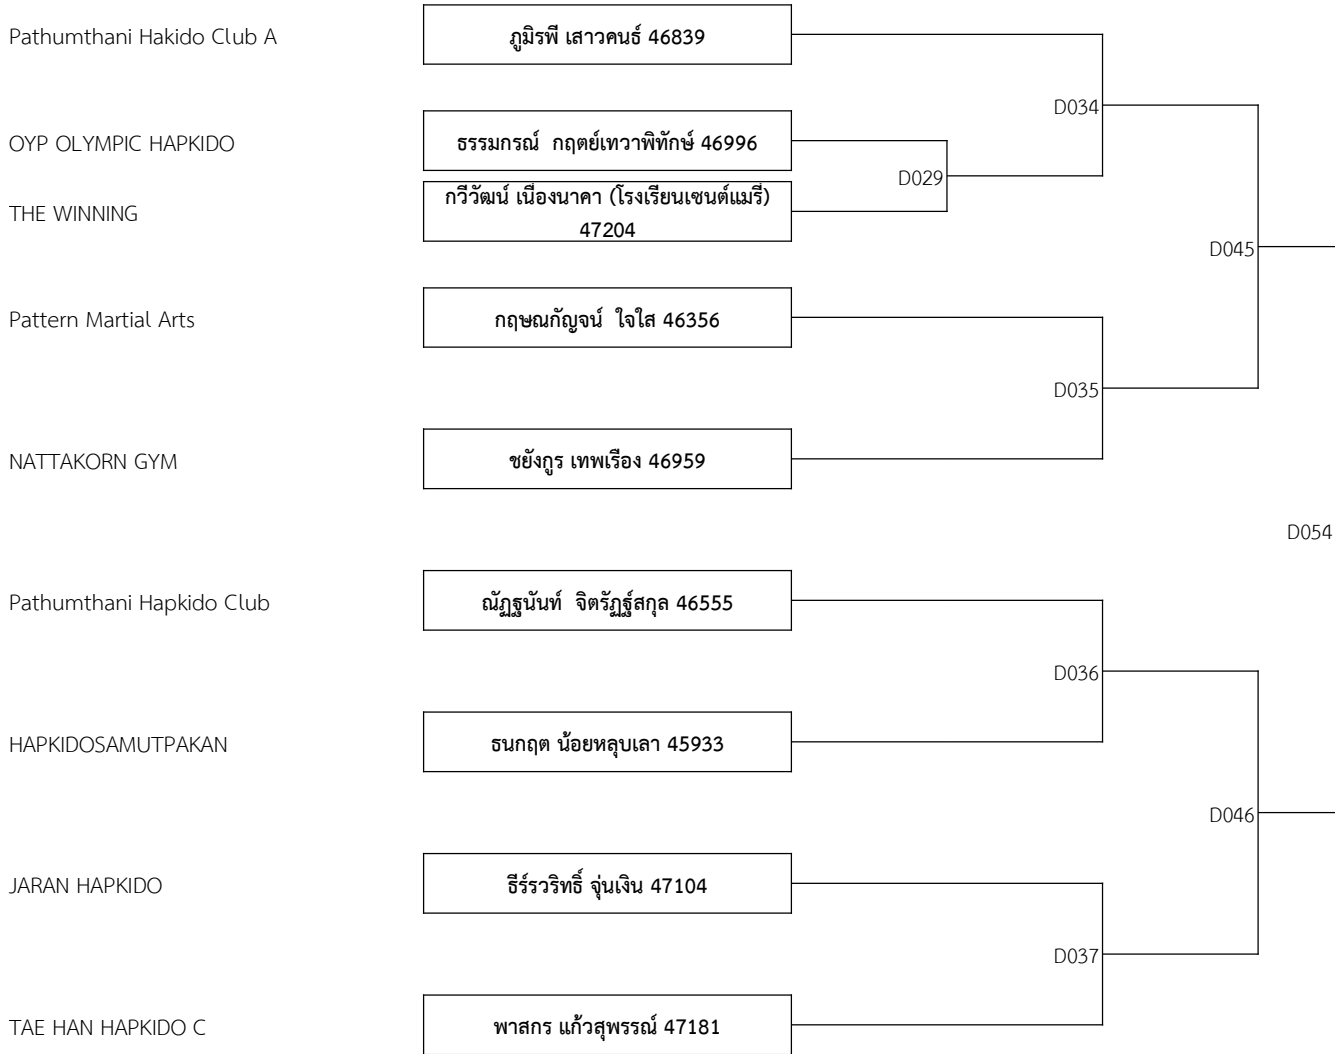 Pathumthani Hakido Club A
ภูมิรพี เสาวคนธ์ 46839
D034
OYP OLYMPIC HAPKIDO
ธรรมกรณ์  กฤตย์เทวาพิทักษ์ 46996
D029
THE WINNING
กวีวัฒน์ เนืองนาคา (โรงเรียนเซนต์แมรี่)
47204
D045
Pattern Martial Arts
กฤษณกัญจน์  ใจใส 46356
D035
NATTAKORN GYM
ชยังกูร เทพเรือง 46959
D054
Pathumthani Hapkido Club
ณัฏฐนันท์  จิตรัฏฐ์สกุล 46555
D036
HAPKIDOSAMUTPAKAN
ธนกฤต น้อยหลุบเลา 45933
D046
JARAN HAPKIDO
ธีร์รวริทธิ์ จุ่นเงิน 47104
D037
TAE HAN HAPKIDO C
พาสกร แก้วสุพรรณ์ 47181